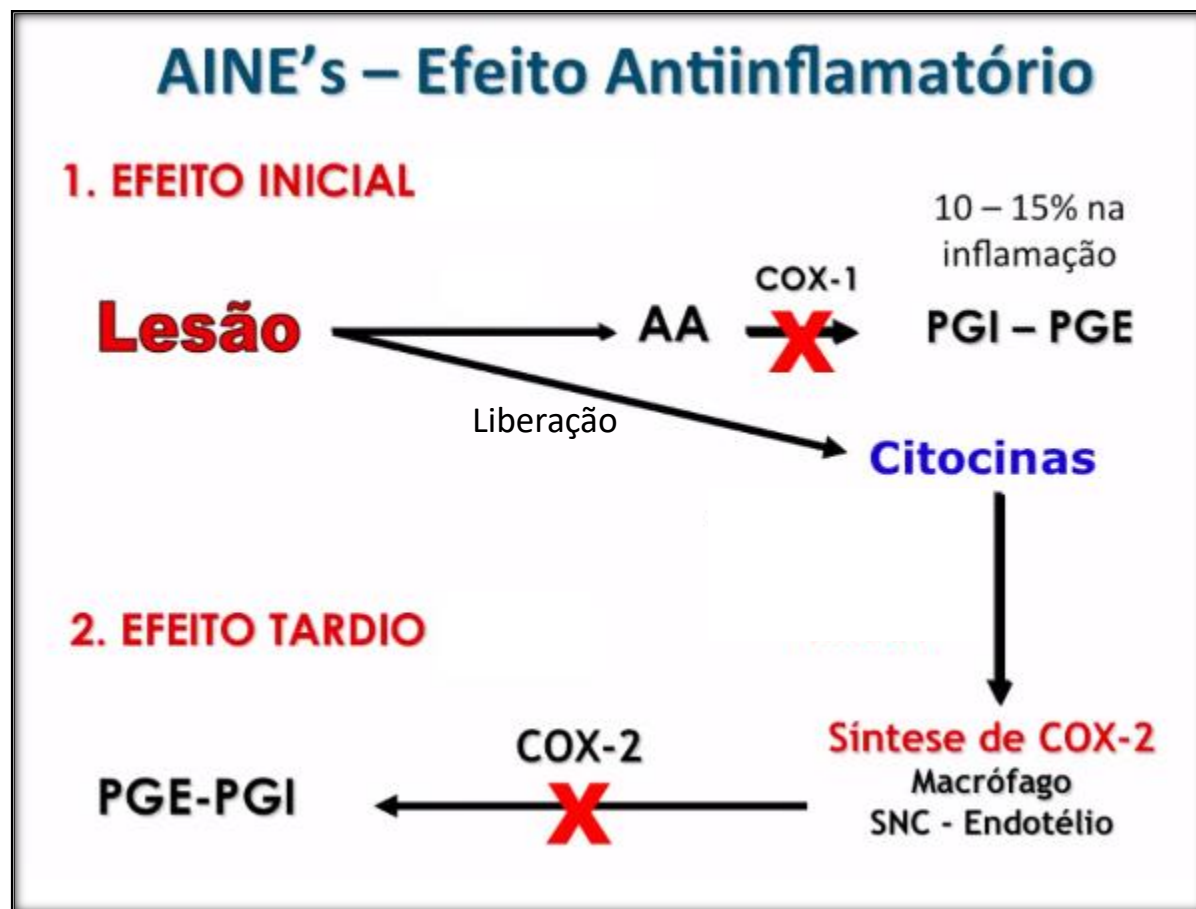 AINE's – Efeito Antiinflamatório
1. EFEITO INICIAL
10 – 15% na
inflamação
COX-1
Lesão
AA
X
PGI – PGE
Liberação
Citocinas
2. EFEITO TARDIO
Síntese de COX-2
Macrófago
SNC - Endotélio
COX-2
X
PGE-PGI